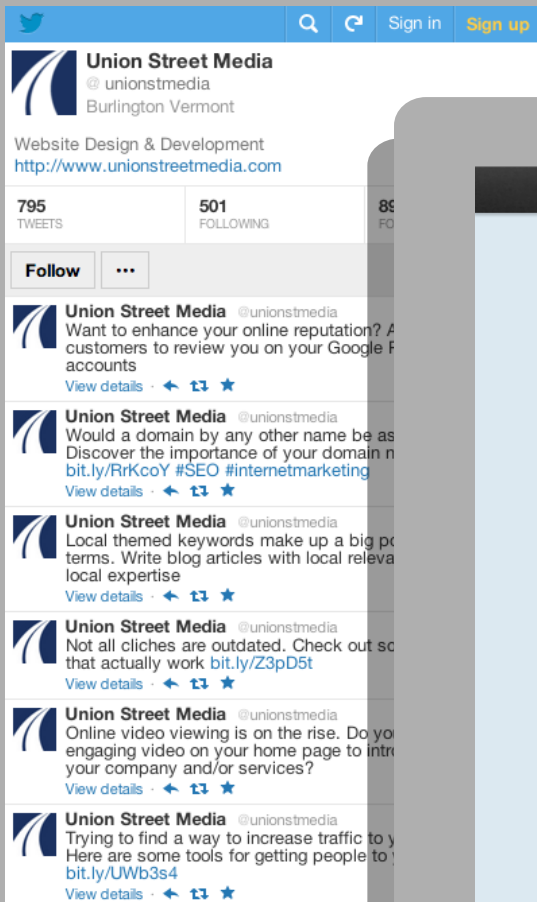 Sign in Sign up
Union Street Media
@ unionstmedia
Burlington Vermont
Website Design & Development
http://www.unionstreetmedia.com
795 501
TWEETS FOLLOWING
Follow ...
Union Street Media @unionstmedia
Want to enhance your online reputation?
customers to review you on your Google
accounts
View details
Union Street Media @unionstmedia
Would a domain by any other name be as
Discover the importance of your domain
bit.ly/RrKcoY #SEO #internetmarketing
View details
Union Street Media @unionstmedia
Local themed keywords make up a big
terms. Write blog articles with local
local expertise
View details
Union Street Media @unionstmedia
Not all cliches are outdated. Check out
that actually work bit.ly/Z3pD5t
View details
Union Street Media @unionstmedia
Online video viewing is on the rise. Do
engaging video on your home page to
your company and/or services?
View details
Union Street Media @unionstmedia
Trying to find a way to increase traffic to
Here are some tools for getting people to
bit.ly/UWb3s4
View details